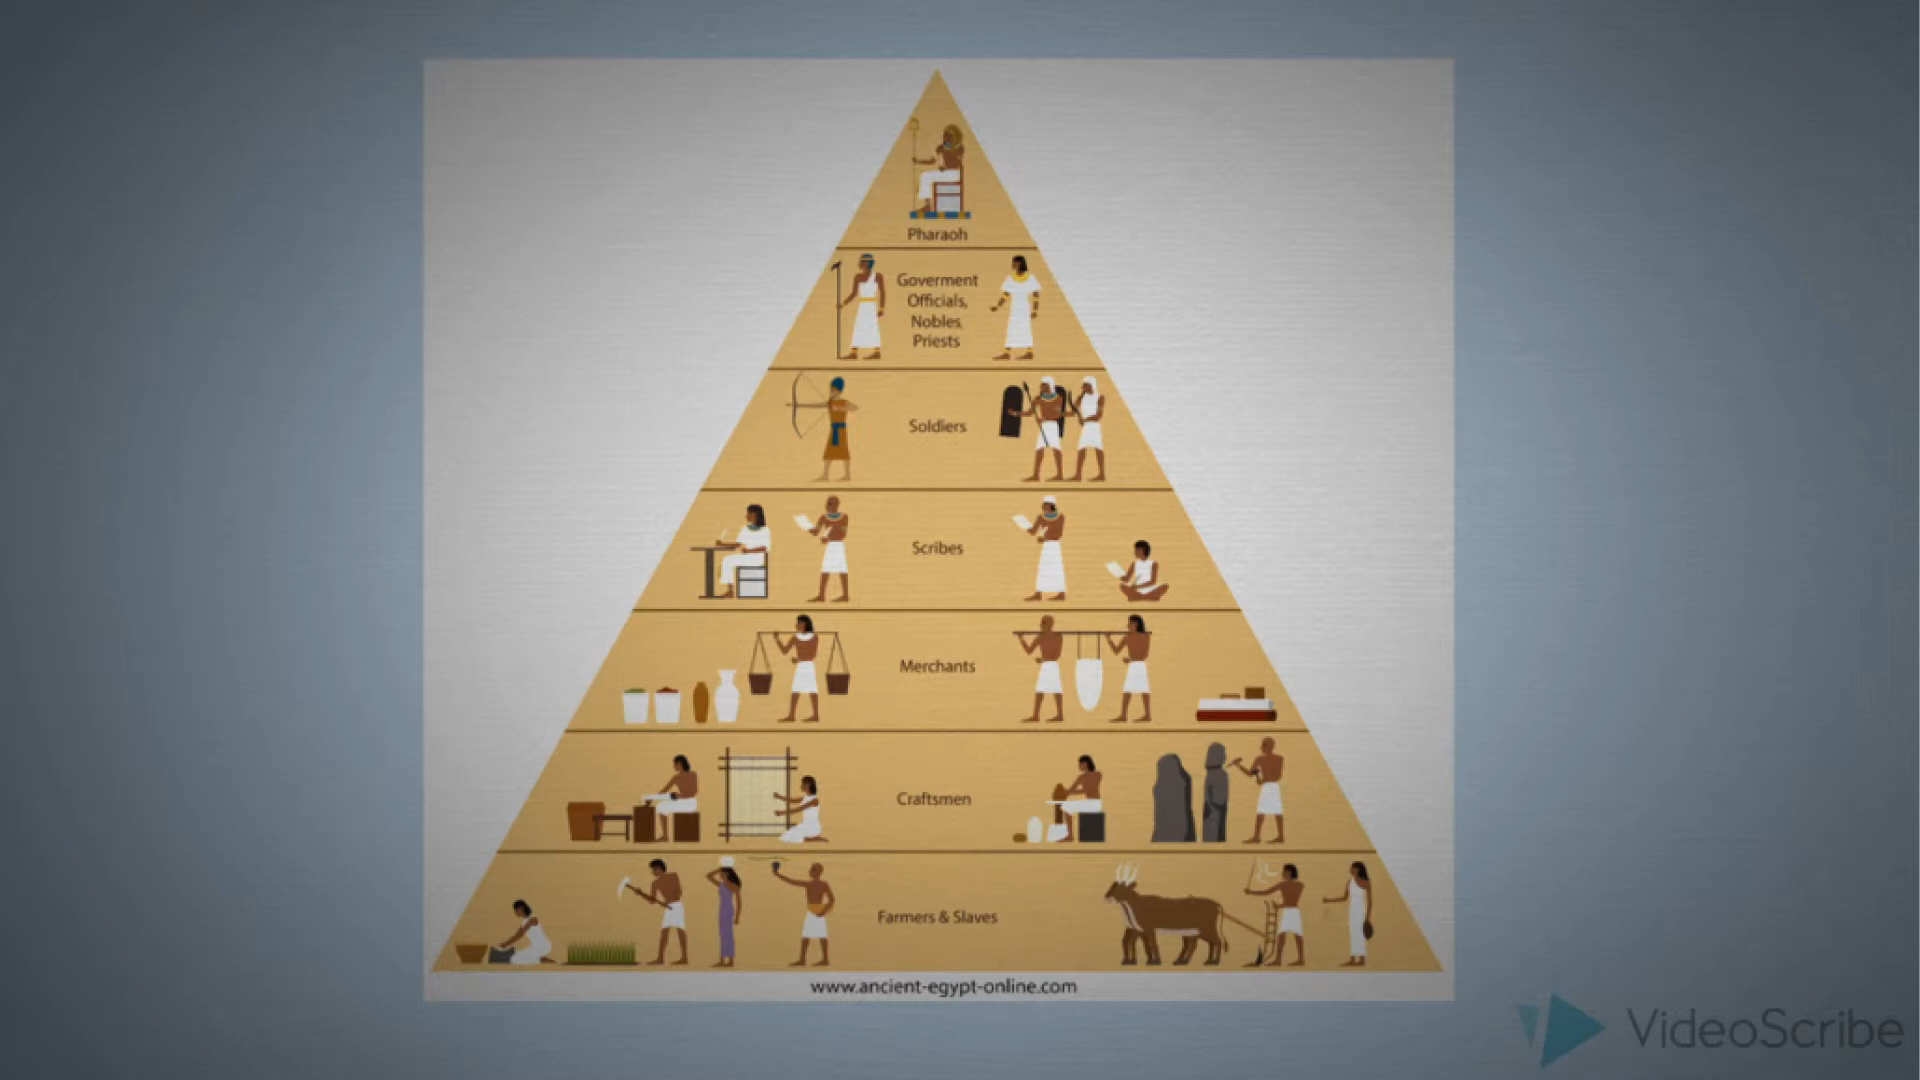 Pharaoh
Goverment
Officials,
Nobles
Priests
Soldiers
Scribes
Merchants
Craftsmen
Farmers & Slaves
www.ancient-egypt-online.com
VideoScribe